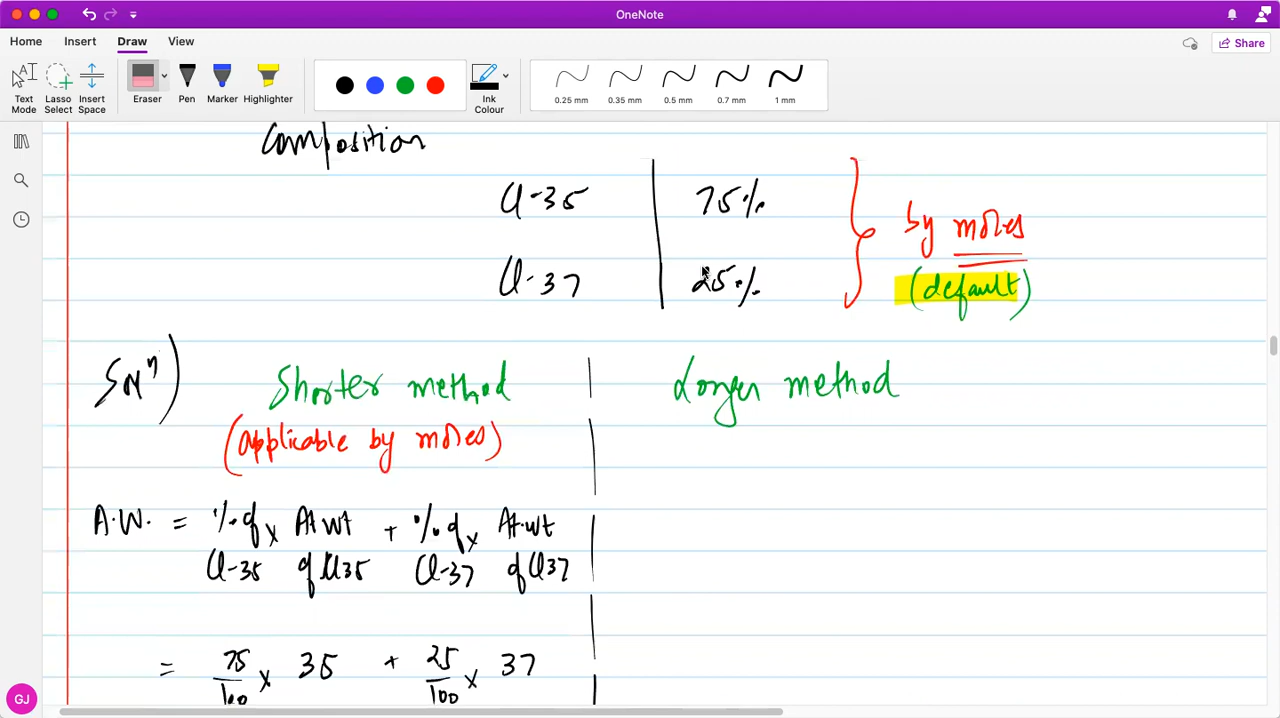 OneNote
Home Insert Draw View
Share
Text Mode
Lasso Select
Insert Space
Eraser
Pen
Marker
Highlighter
Ink Colour
0.25 mm 0.35 mm 0.5 mm 0.7 mm 1 mm
Composition
Cl-35 75%
Cl-37 25%
by moles
(default)
Sol^n) Shorter method Longer method
(applicable by moles)
A.W. = % of x At wt + % of x At.wt
Cl-35 of Cl35 Cl-37 of Cl37
= 75/100 x 35 + 25/100 x 37
GJ